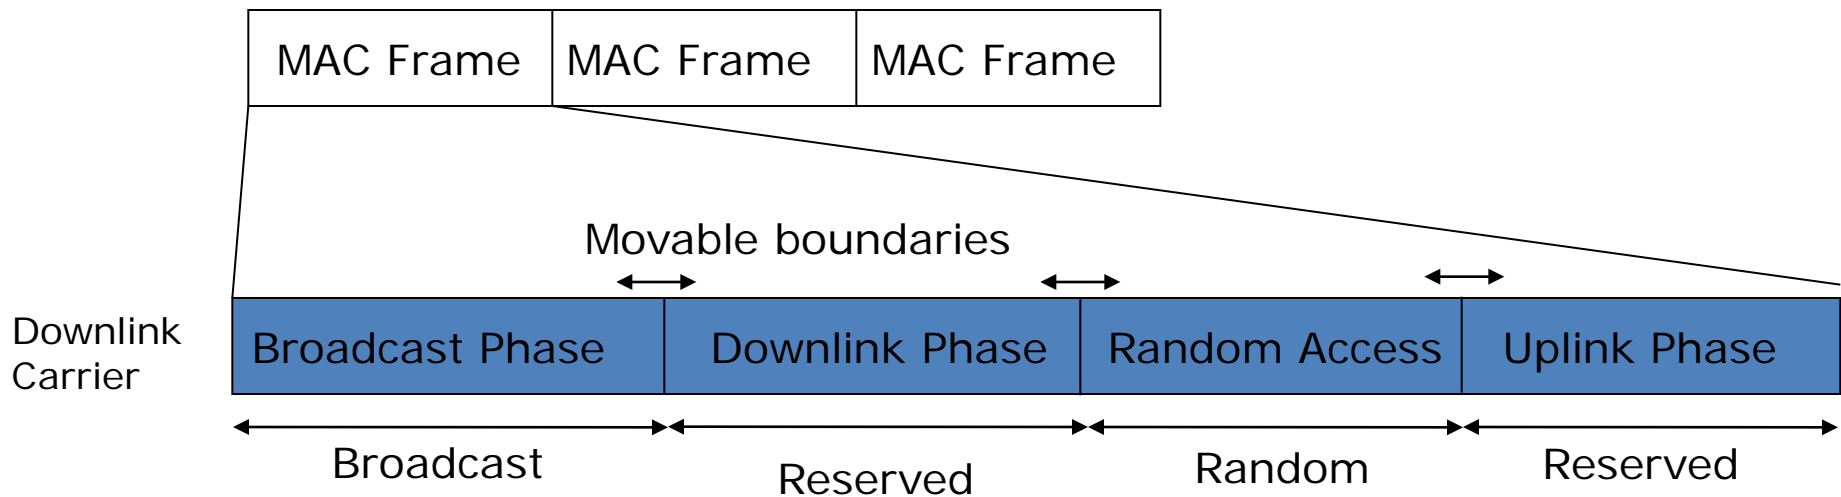 MAC Frame MAC Frame MAC Frame
Movable boundaries
Downlink
Carrier
Broadcast Phase Downlink Phase Random Access Uplink Phase
Broadcast Reserved Random Reserved